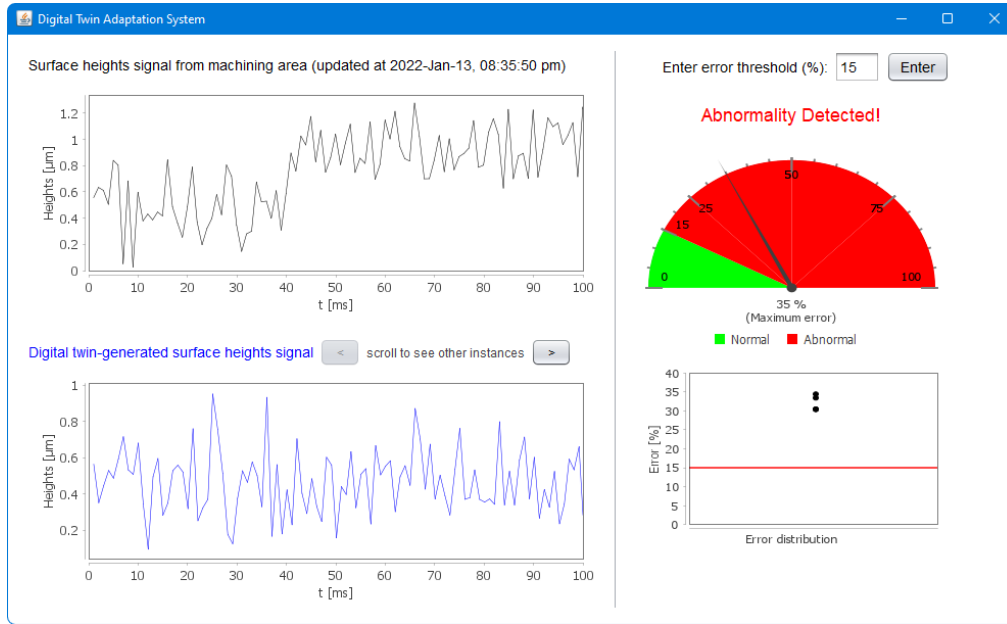 Digital Twin Adaptation System
Surface heights signal from machining area (updated at 2022-Jan-13, 08:35:50 pm)
Heights [µm]
1.2
1
0.8
0.6
0.4
0.2
0
0 10 20 30 40 50 60 70 80 90 100
t [ms]
Digital twin-generated surface heights signal < scroll to see other instances >
Heights [µm]
1
0.8
0.6
0.4
0.2
0 10 20 30 40 50 60 70 80 90 100
t [ms]
Enter error threshold (%): 15 Enter
Abnormality Detected!
0 15 25 50 75 100
35 %
(Maximum error)
Normal Abnormal
Error [%]
40
35
30
25
20
15
10
5
0
Error distribution